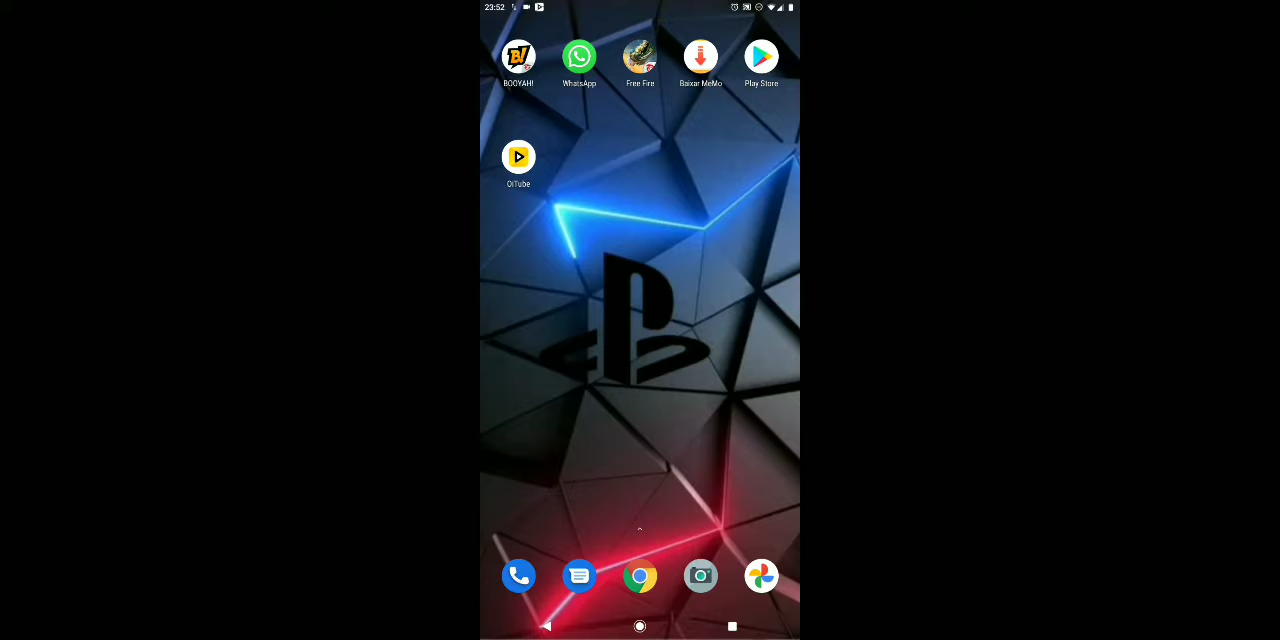 23:52
BOOYAH!
WhatsApp
Free Fire
Baixar MeMo
Play Store
OiTube